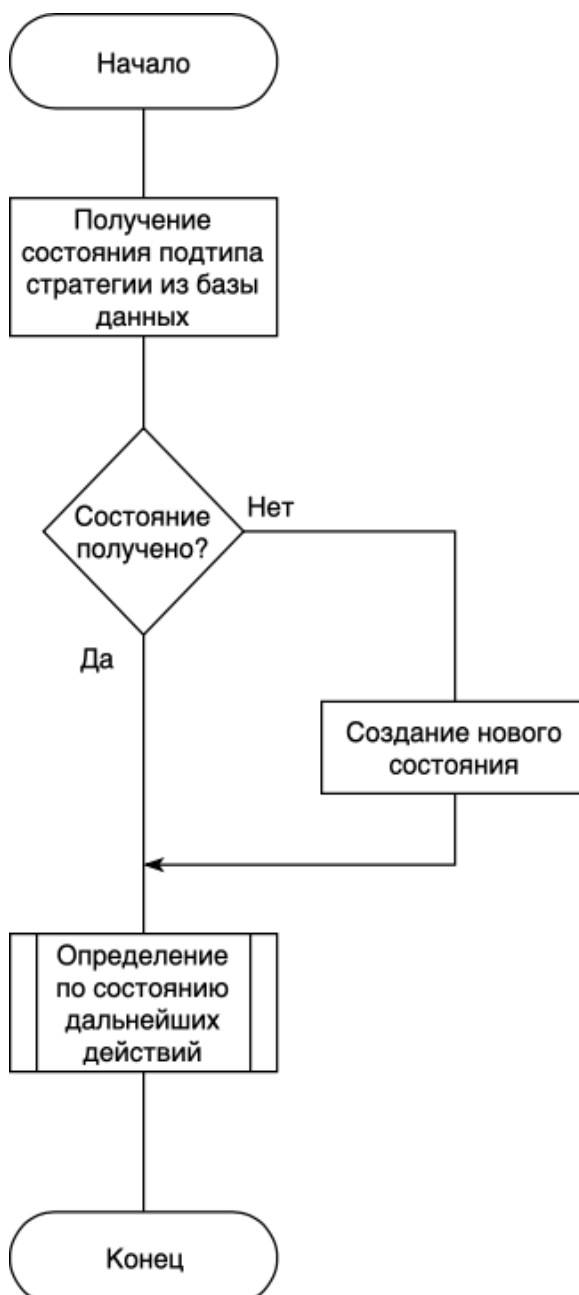 Начало
Получение
состояния подтипа
стратегии из базы
данных
Состояние
получено?
Нет
Да
Создание нового
состояния
Определение
по состоянию
дальнейших
действий
Конец